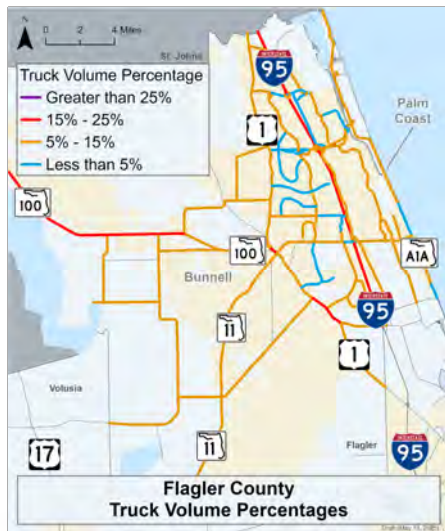 N
0 2 4 Miles
St. Johns
Truck Volume Percentage
Greater than 25%
15% - 25%
5% - 15%
Less than 5%
95
1
Palm
Coast
100
100
A1A
Bunnell
11
95
1
Volusia
17
11
Flagler
95
Flagler County
Truck Volume Percentages